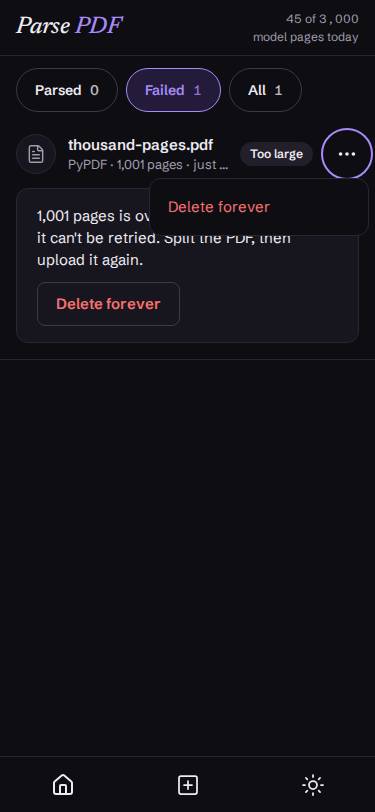 Parse PDF
45 of 3,000
model pages today
Parsed 0
Failed 1
All 1
thousand-pages.pdf
PyPDF · 1,001 pages · just ...
Too large
Delete forever
1,001 pages is
it can't be retried. Split the PDF, then
upload it again.
Delete forever